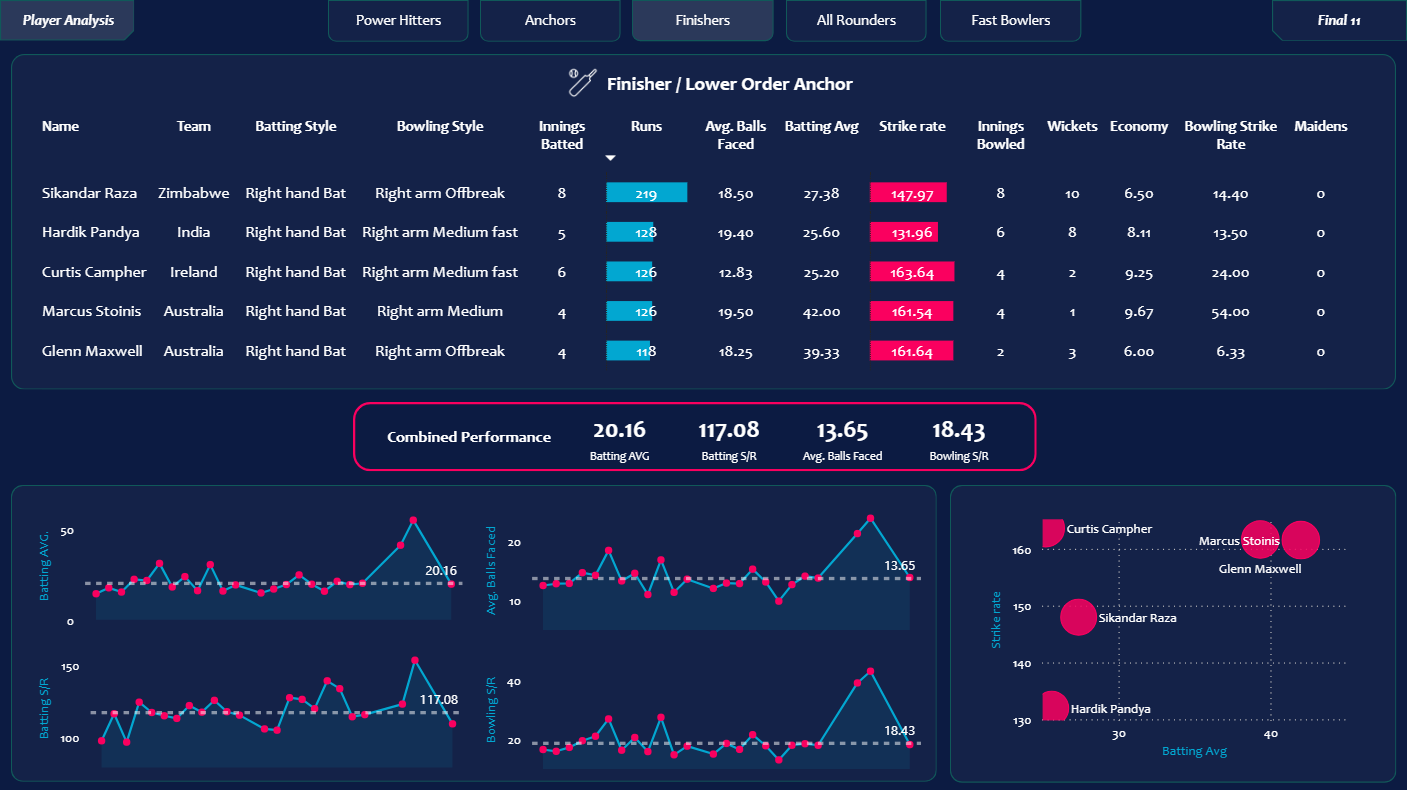 Player Analysis
Power Hitters
Anchors
Finishers
All Rounders
Fast Bowlers
Final 11
Finisher / Lower Order Anchor
Name Team Batting Style Bowling Style Innings Batted Runs Avg. Balls Faced Batting Avg Strike rate Innings Bowled Wickets Economy Bowling Strike Rate Maidens
Sikandar Raza Zimbabwe Right hand Bat Right arm Offbreak 8 219 18.50 27.38 147.97 8 10 6.50 14.40 0
Hardik Pandya India Right hand Bat Right arm Medium fast 5 128 19.40 25.60 131.96 6 8 8.11 13.50 0
Curtis Campher Ireland Right hand Bat Right arm Medium fast 6 126 12.83 25.20 163.64 4 2 9.25 24.00 0
Marcus Stoinis Australia Right hand Bat Right arm Medium 4 126 19.50 42.00 161.54 4 1 9.67 54.00 0
Glenn Maxwell Australia Right hand Bat Right arm Offbreak 4 118 18.25 39.33 161.64 2 3 6.00 6.33 0
Combined Performance
20.16
Batting AVG
117.08
Batting S/R
13.65
Avg. Balls Faced
18.43
Bowling S/R
Batting AVG.
50
0
20.16
Avg. Balls Faced
20
10
13.65
Batting S/R
150
100
117.08
Bowling S/R
40
20
18.43
Strike rate
160
150
140
130
Curtis Campher
Marcus Stoinis
Glenn Maxwell
Sikandar Raza
Hardik Pandya
30
40
Batting Avg